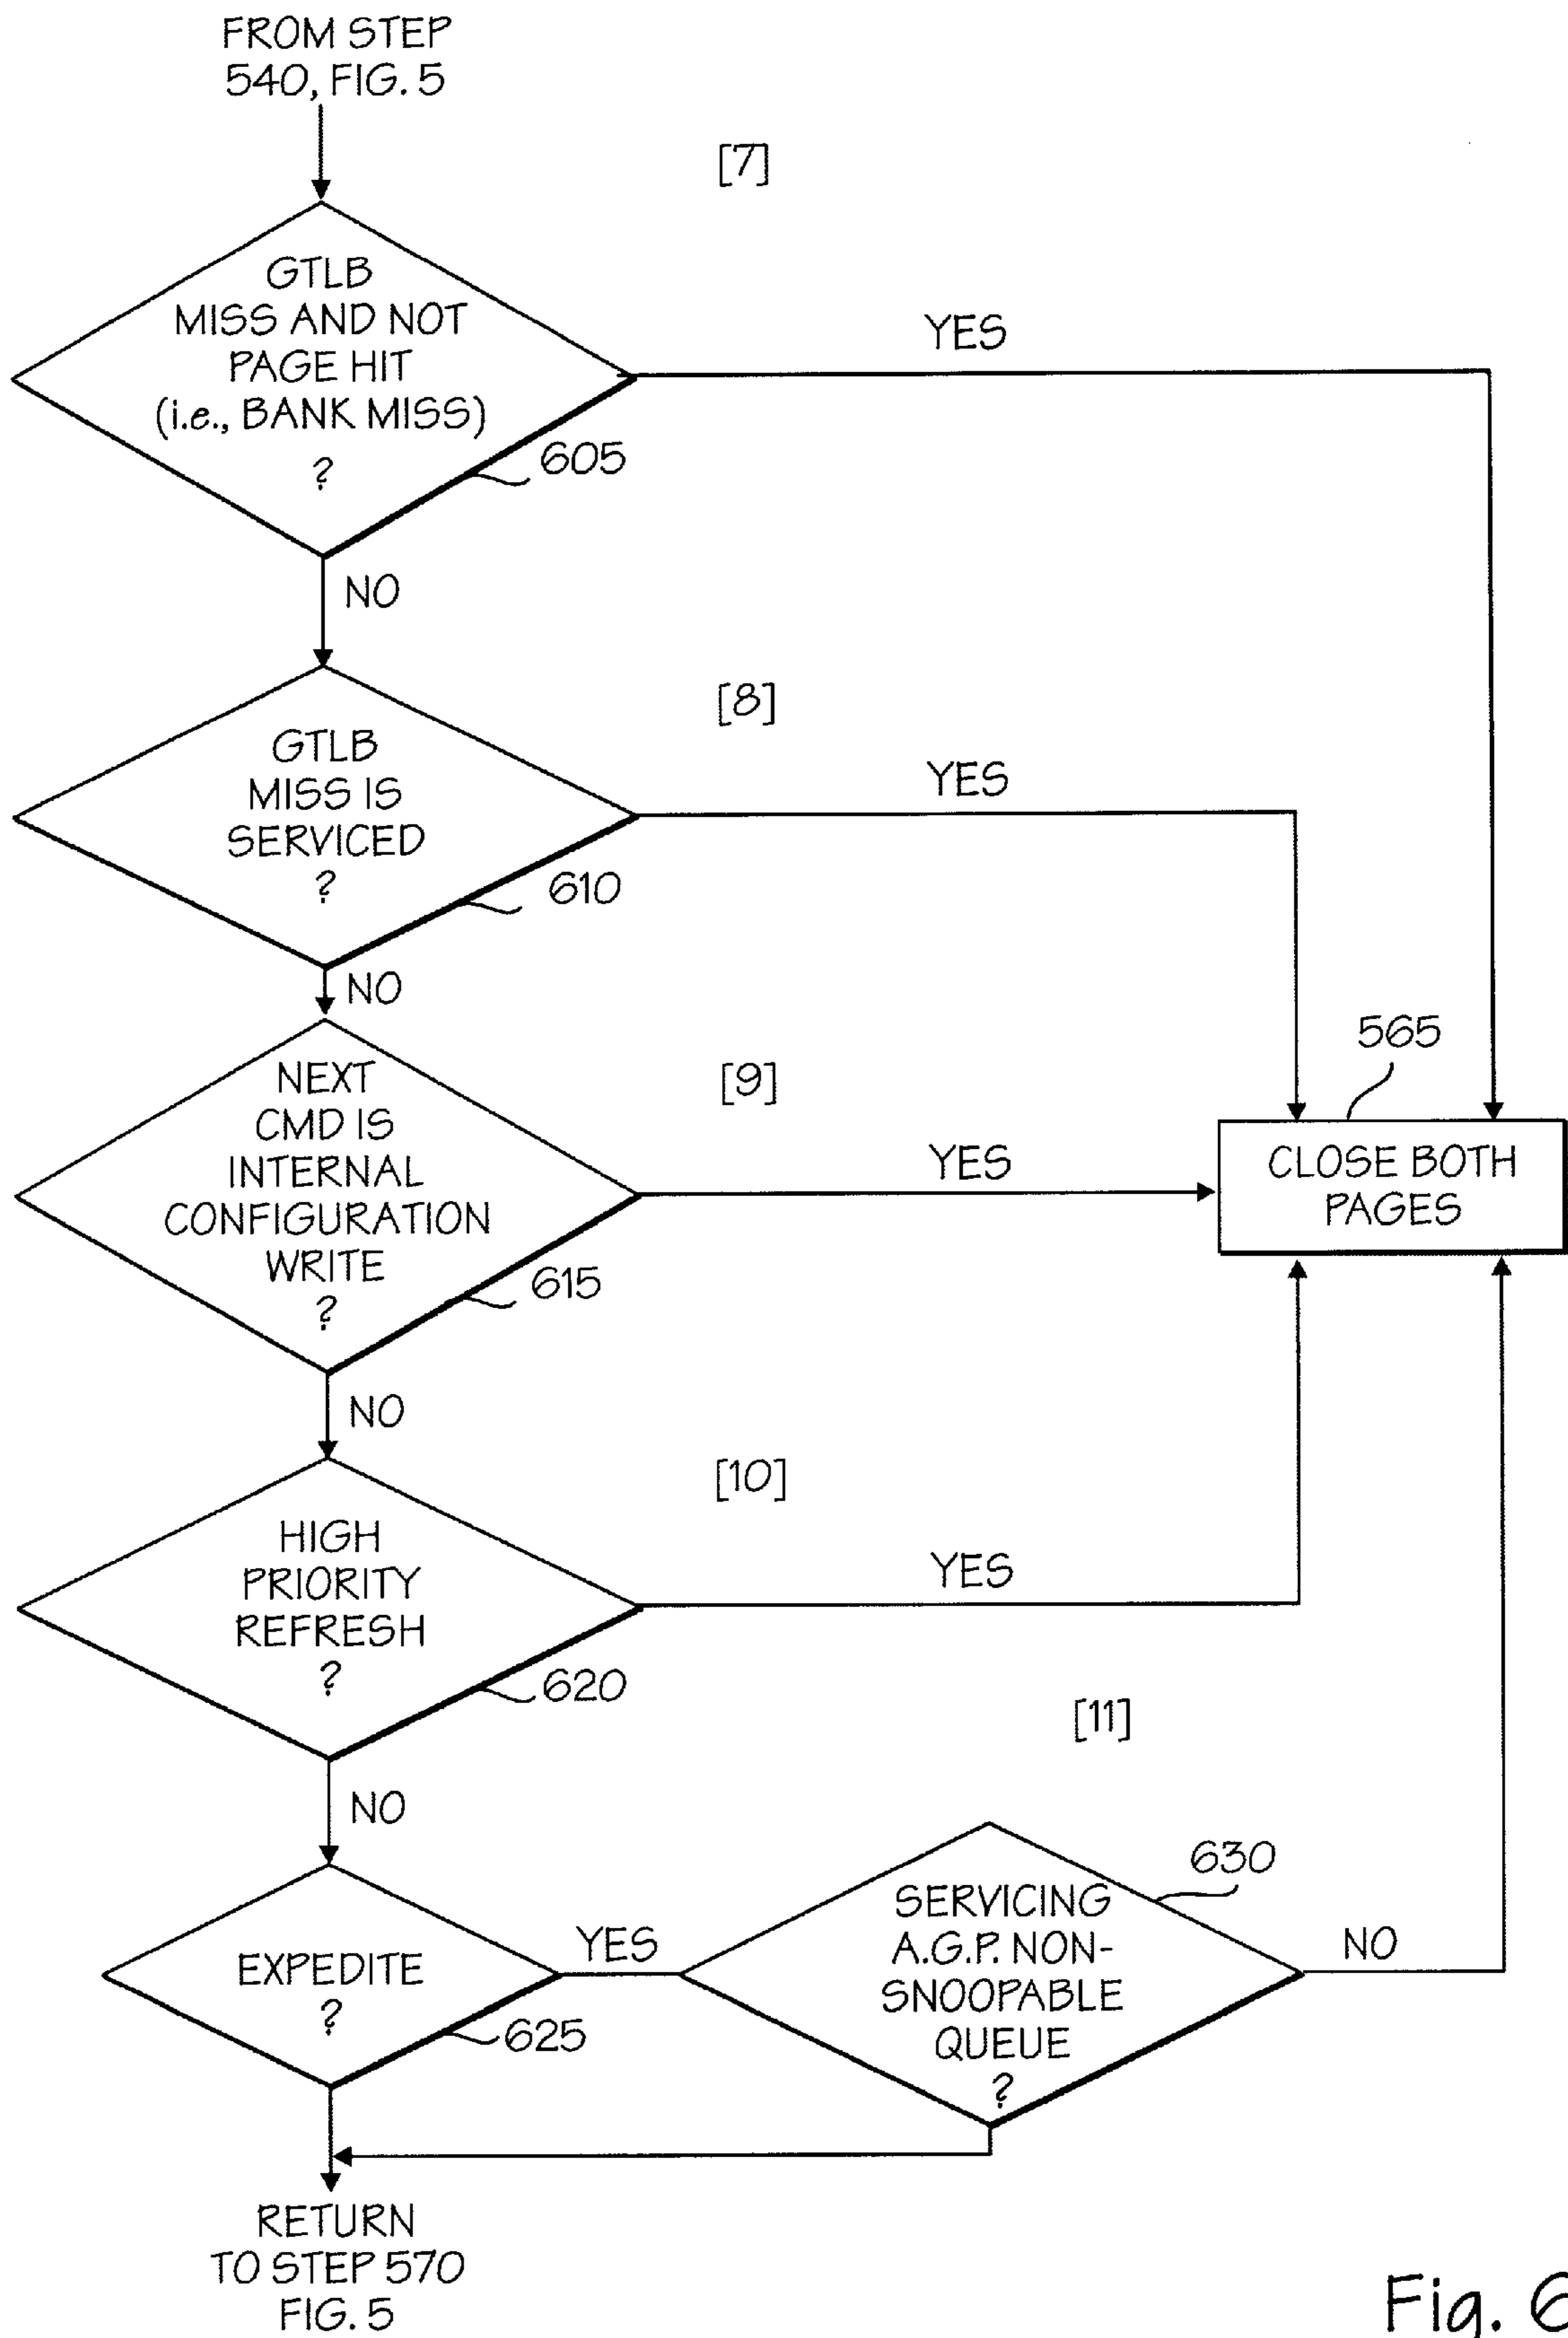 FROM STEP
540, FIG. 5
[7]
GTLB
MISS AND NOT
PAGE HIT
(i.e., BANK MISS)
?
YES
605
NO
[8]
GTLB
MISS IS
SERVICED
?
YES
610
NO
[9]
NEXT
CMD IS
INTERNAL
CONFIGURATION
WRITE
?
YES
615
565
CLOSE BOTH
PAGES
NO
[10]
HIGH
PRIORITY
REFRESH
?
YES
620
NO
[11]
EXPEDITE
?
YES
625
630
SERVICING
A.G.P. NON-
SNOOPABLE
QUEUE
?
NO
RETURN
TO STEP 570
FIG. 5
Fig. 6